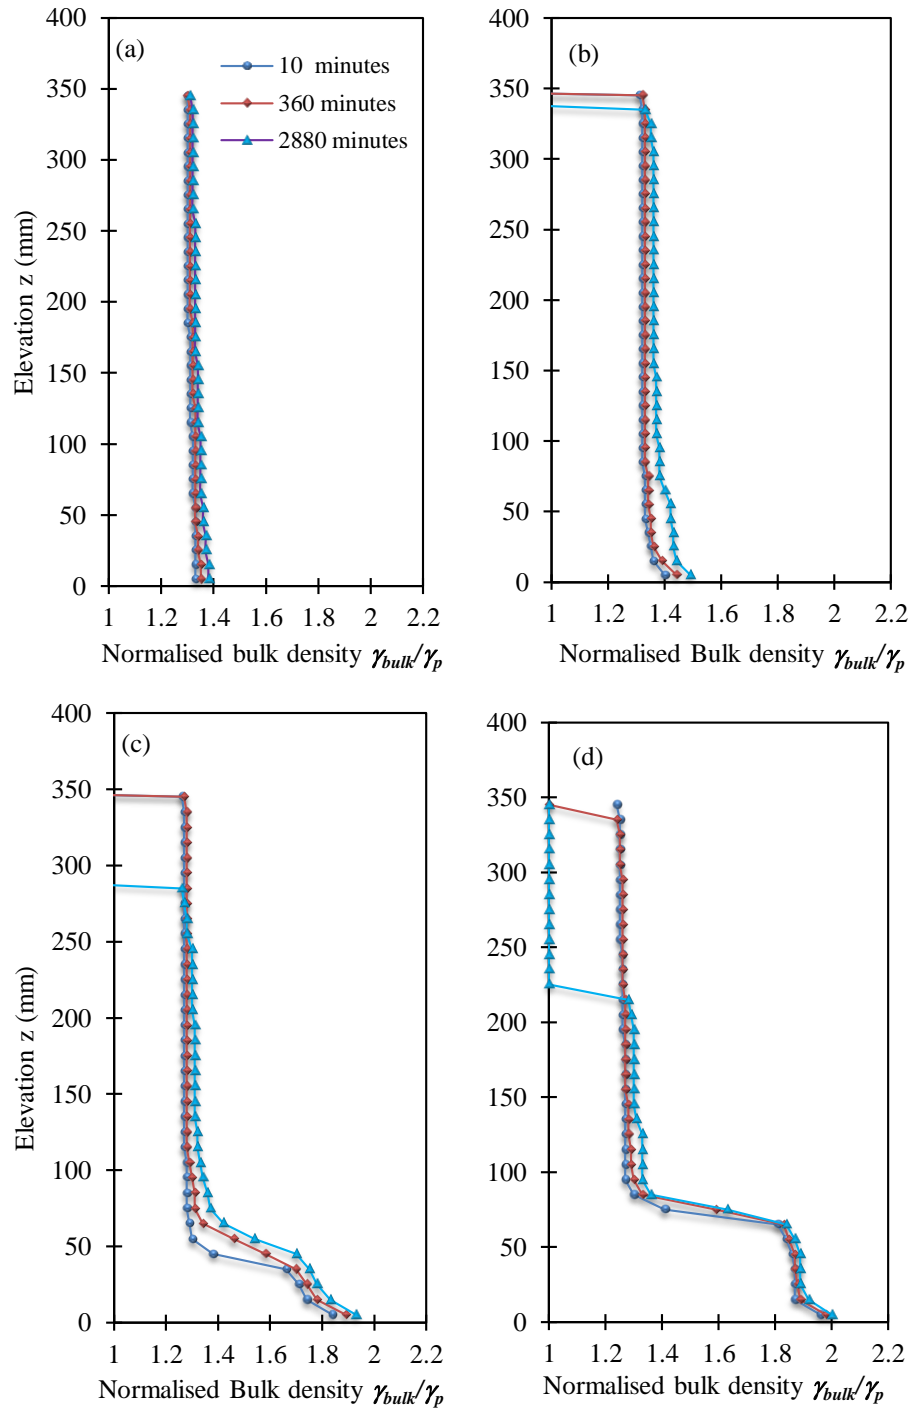 400
350
300
250
200
150
100
50
0
Elevation z (mm)
(a)
10 minutes
360 minutes
2880 minutes
1 1.2 1.4 1.6 1.8 2 2.2
Normalised bulk density γbulk/γp
400
350
300
250
200
150
100
50
0
(b)
1 1.2 1.4 1.6 1.8 2 2.2
Normalised Bulk density γbulk/γp
400
350
300
250
200
150
100
50
0
Elevation z (mm)
(c)
1 1.2 1.4 1.6 1.8 2 2.2
Normalised Bulk density γbulk/γp
400
350
300
250
200
150
100
50
0
(d)
1 1.2 1.4 1.6 1.8 2 2.2
Normalised bulk density γbulk/γp